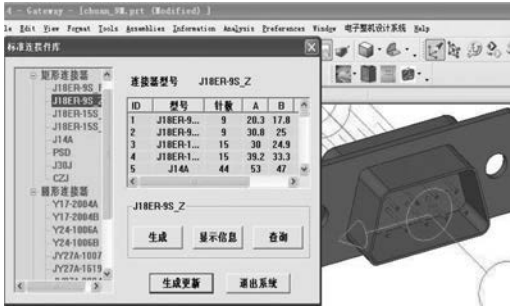 4 - Gateway - [chuan_9M.prt (Modified) ]
le Edit View Format Tools Assemblies Information Analysis Preferences Window 电子整机设计系统 Help
标准连接件库
矩形连接器
J18ER-9S_F
J18ER-9S_Z
J18ER-15S_
J18ER-15S_
J14A
PSD
J30J
CZJ
圆形连接器
Y17-2004A
Y17-2004B
Y24-1006A
Y24-1006B
JY27A-1007
JY27A-1619
连接器型号 J18ER-9S_Z
ID 型号 针数 A B
1 J18ER-9... 9 20.3 17.8
2 J18ER-9... 9 30.8 25
3 J18ER-1... 15 30 24.9
4 J18ER-1... 15 39.2 33.3
5 J14A 44 53 47
J18ER-9S_Z
生成 显示信息 查询
生成更新 退出系统